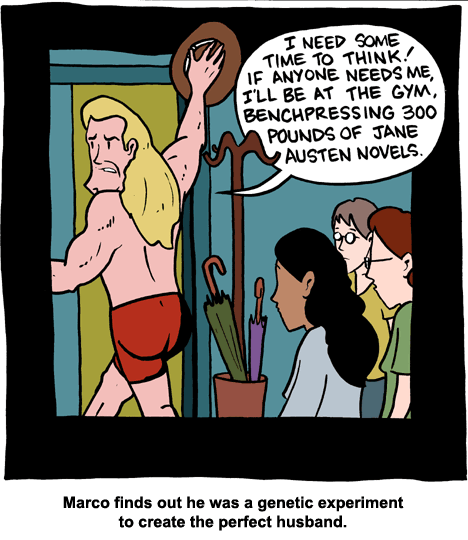 I NEED SOME
TIME TO THINK!
IF ANYONE NEEDS ME,
I'LL BE AT THE GYM,
BENCHPRESSING 300
POUNDS OF JANE
AUSTEN NOVELS.
Marco finds out he was a genetic experiment
to create the perfect husband.